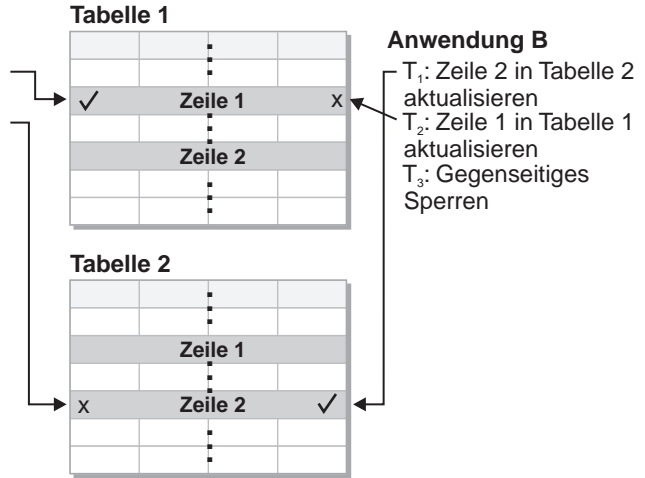 Tabelle 1
Zeile 1
x
Zeile 2
Anwendung B
T₁: Zeile 2 in Tabelle 2
aktualisieren
T₂: Zeile 1 in Tabelle 1
aktualisieren
T₃: Gegenseitiges
Sperren
Tabelle 2
Zeile 1
x Zeile 2